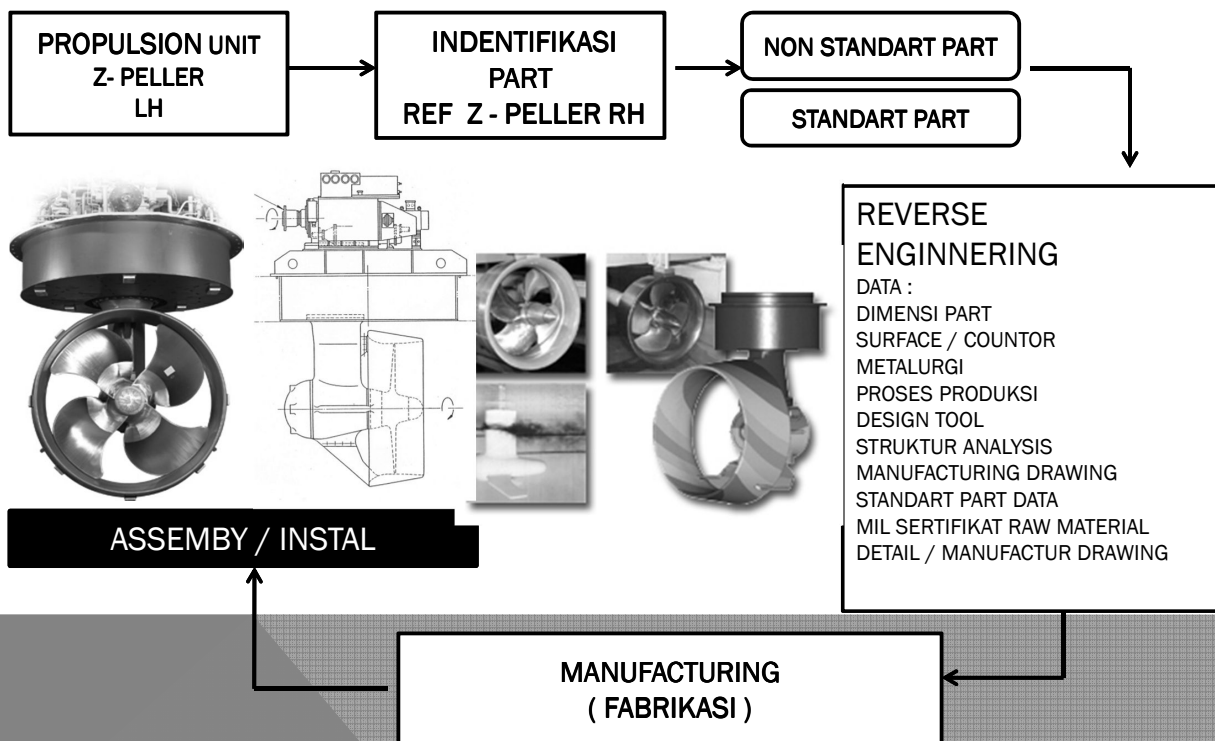 PROPULSION UNIT
Z- PELLER
LH
INDENTIFIKASI
PART
REF Z - PELLER RH
NON STANDART PART
STANDART PART
REVERSE
ENGINNERING
DATA :
DIMENSI PART
SURFACE / COUNTOR
METALURGI
PROSES PRODUKSI
DESIGN TOOL
STRUKTUR ANALYSIS
MANUFACTURING DRAWING
STANDART PART DATA
MIL SERTIFIKAT RAW MATERIAL
DETAIL / MANUFACTUR DRAWING
ASSEMBY / INSTAL
MANUFACTURING
( FABRIKASI )